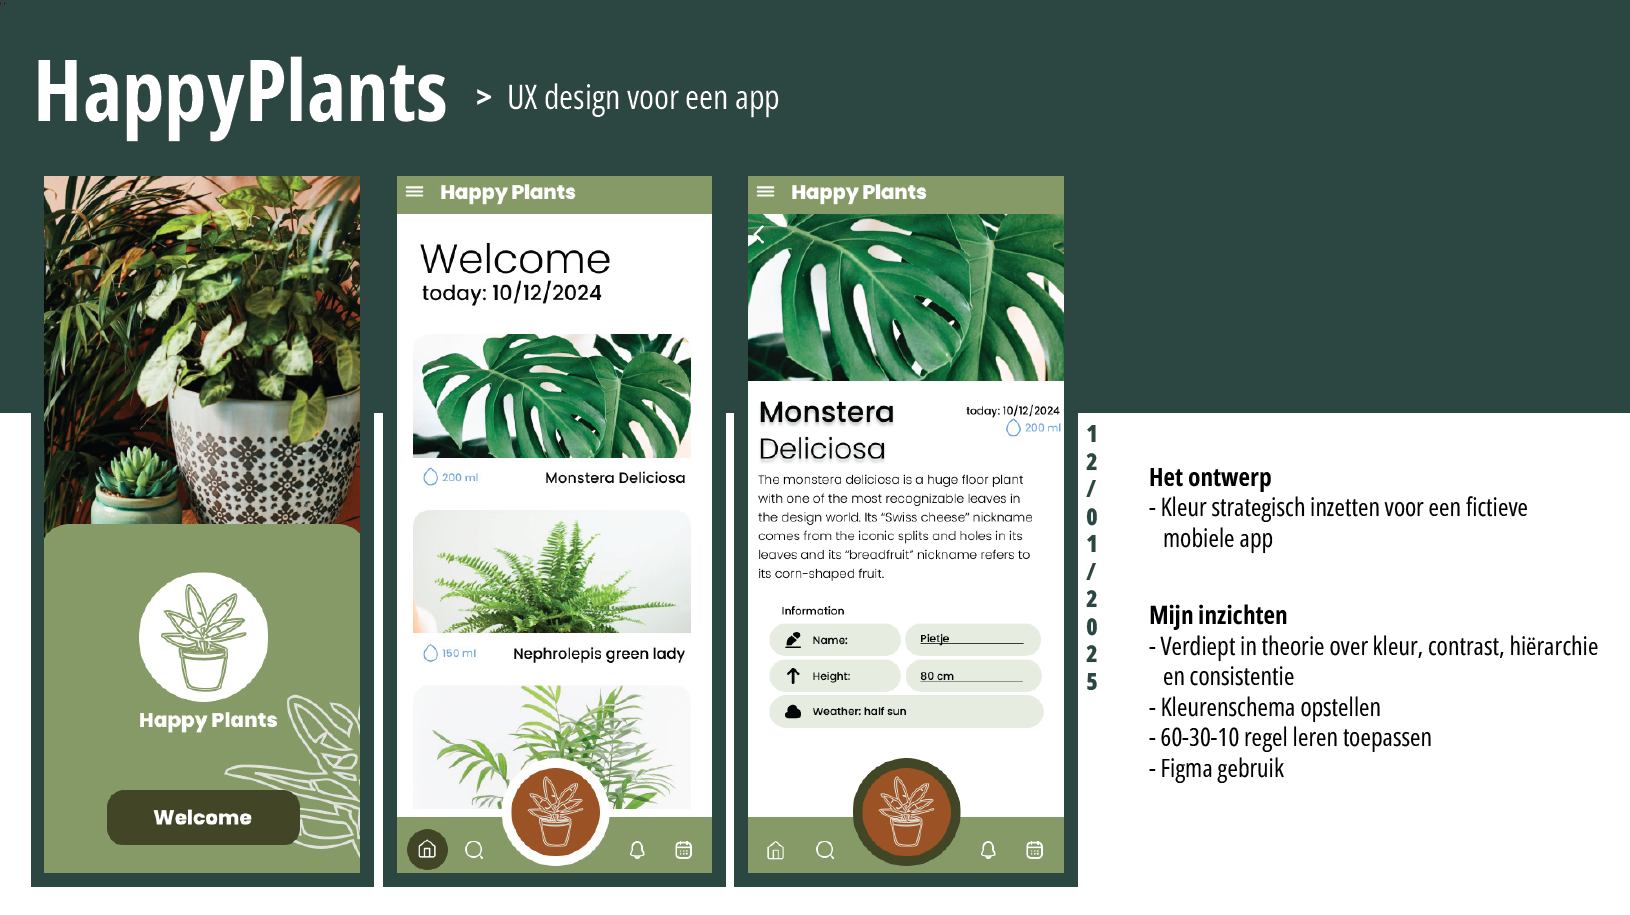 HappyPlants > UX design voor een app
Happy Plants
Welcome
Happy Plants
Welcome
today: 10/12/2024
200 ml Monstera Deliciosa
150 ml Nephrolepis green lady
Happy Plants
Monstera
Deliciosa
today: 10/12/2024
200 ml
The monstera deliciosa is a huge floor plant
with one of the most recognizable leaves in
the design world. Its “Swiss cheese” nickname
comes from the iconic splits and holes in its
leaves and its “breadfruit” nickname refers to
its corn-shaped fruit.
Information
Name: Pietje
Height: 80 cm
Weather: half sun
12/01/2025
Het ontwerp
- Kleur strategisch inzetten voor een fictieve
mobiele app
Mijn inzichten
- Verdiept in theorie over kleur, contrast, hiërarchie
en consistentie
- Kleurenschema opstellen
- 60-30-10 regel leren toepassen
- Figma gebruik